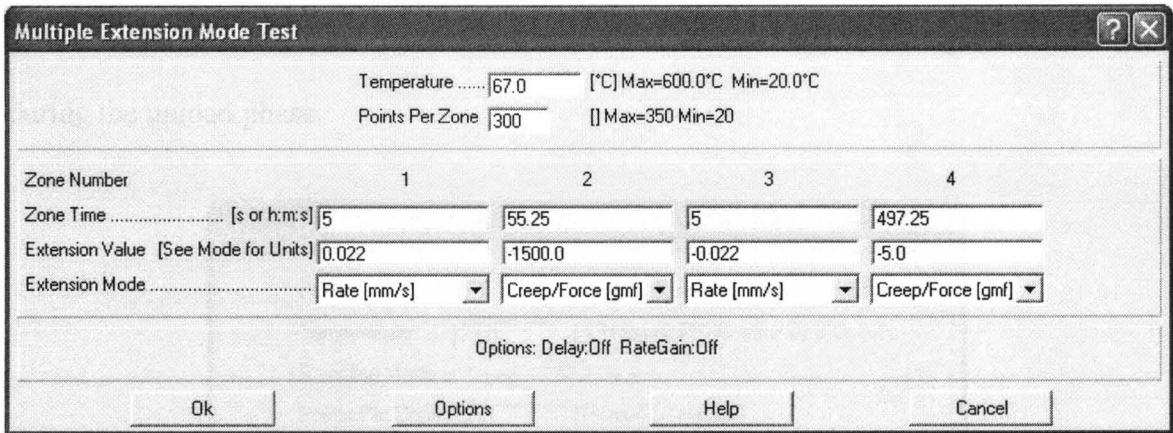 Multiple Extension Mode Test
Temperature ...... 67.0 [°C] Max=600.0°C Min=20.0°C
Points Per Zone 300 [] Max=350 Min=20
Zone Number 1 2 3 4
Zone Time ....................... [s or h:m:s] 5 55.25 5 497.25
Extension Value [See Mode for Units] 0.022 -1500.0 -0.022 -5.0
Extension Mode ................................. Rate [mm/s] Creep/Force [gmf] Rate [mm/s] Creep/Force [gmf]
Options: Delay:Off RateGain:Off
Ok Options Help Cancel